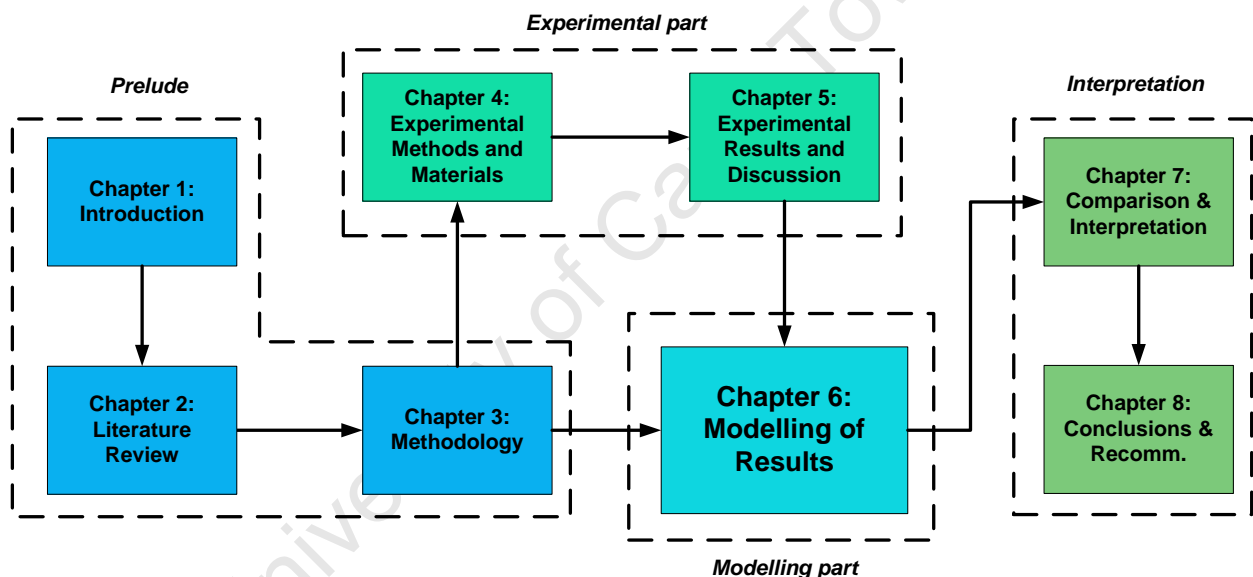 Experimental part
Prelude
Interpretation
Chapter 1:
Introduction
Chapter 2:
Literature
Review
Chapter 3:
Methodology
Chapter 4:
Experimental
Methods and
Materials
Chapter 5:
Experimental
Results and
Discussion
Chapter 6:
Modelling of
Results
Chapter 7:
Comparison &
Interpretation
Chapter 8:
Conclusions &
Recomm.
Modelling part